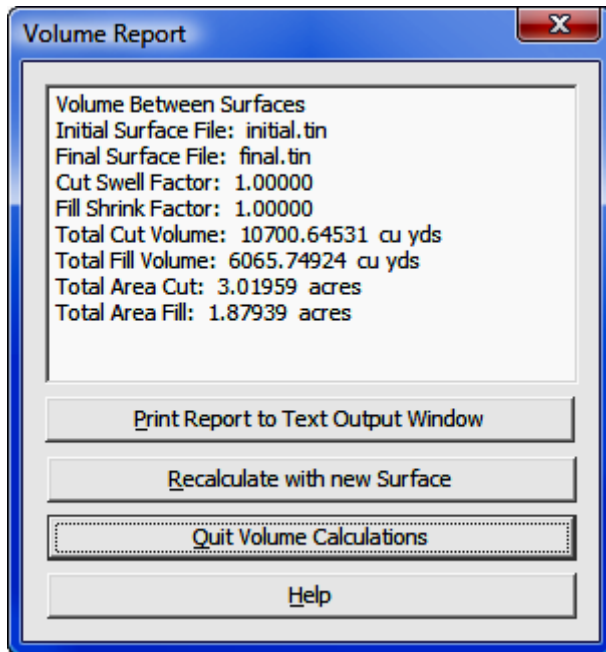 Volume Report
Volume Between Surfaces
Initial Surface File: initial.tin
Final Surface File: final.tin
Cut Swell Factor: 1.00000
Fill Shrink Factor: 1.00000
Total Cut Volume: 10700.64531 cu yds
Total Fill Volume: 6065.74924 cu yds
Total Area Cut: 3.01959 acres
Total Area Fill: 1.87939 acres
Print Report to Text Output Window
Recalculate with new Surface
Quit Volume Calculations
Help